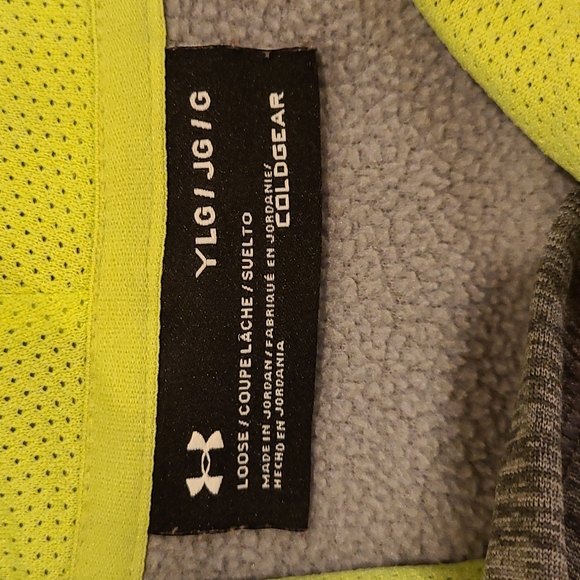 YLG / JG / G
LOOSE / COUPE LÂCHE / SUELTO
MADE IN JORDAN / FABRIQUÉ EN JORDANIE/
HECHO EN JORDANIA
COLDGEAR